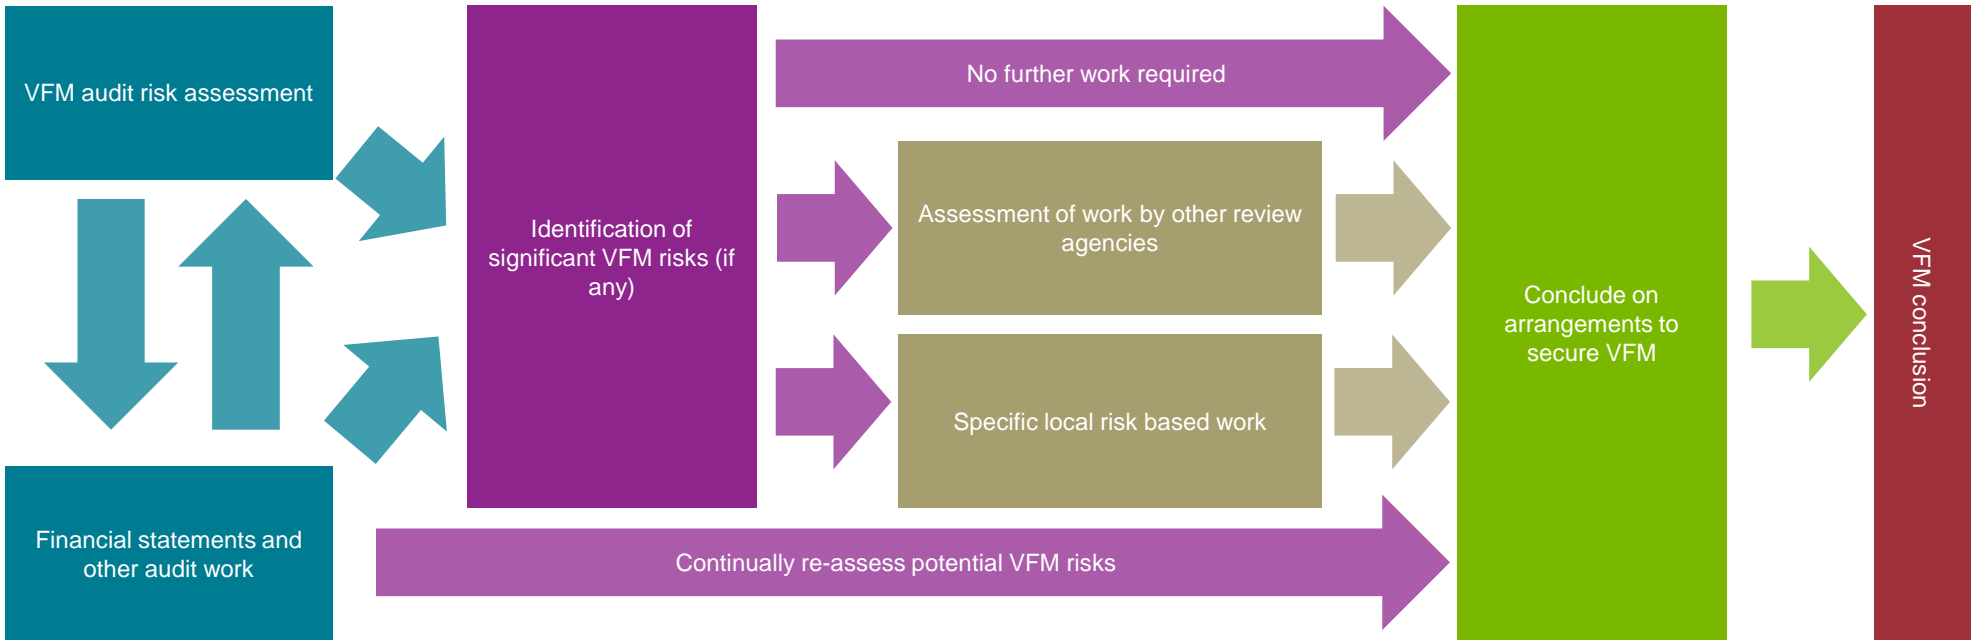 VFM audit risk assessment
Financial statements and
other audit work
Identification of
significant VFM risks (if
any)
No further work required
Assessment of work by other review
agencies
Specific local risk based work
Continually re-assess potential VFM risks
Conclude on
arrangements to
secure VFM
VFM conclusion